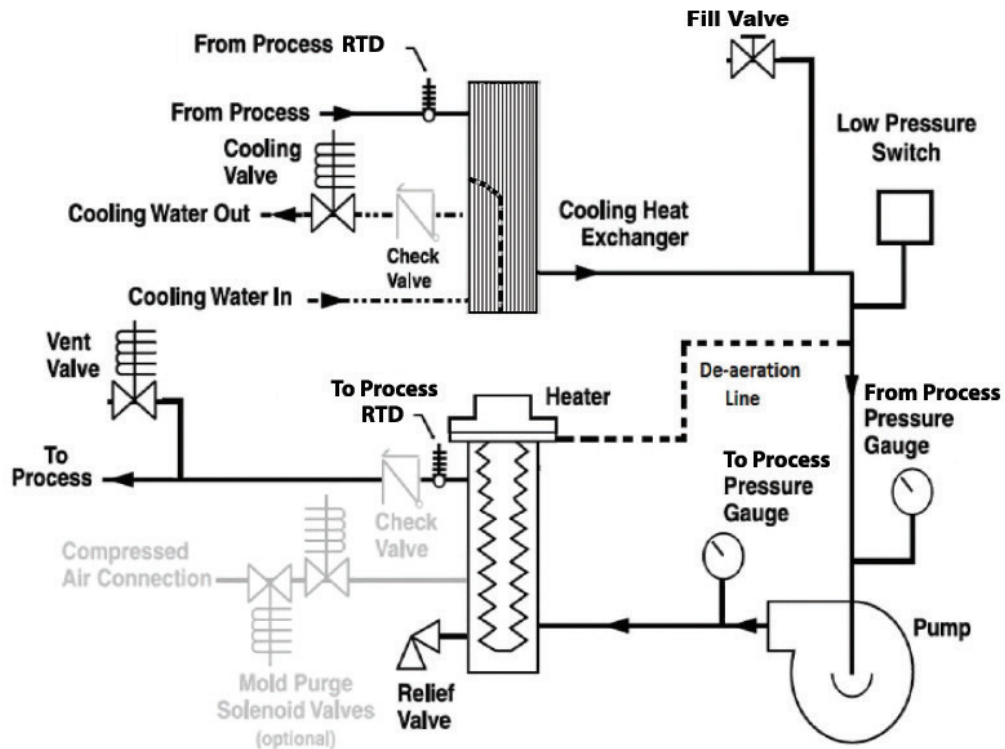 Fill Valve
From Process RTD
From Process
Cooling
Valve
Low Pressure
Switch
Cooling Water Out
Check
Valve
Cooling Heat
Exchanger
Cooling Water In
Vent
Valve
To Process
RTD
Heater
De-aeration
Line
From Process
Pressure
Gauge
To
Process
To Process
Pressure
Gauge
Check
Valve
Compressed
Air Connection
Pump
Relief
Valve
Mold Purge
Solenoid Valves
(optional)